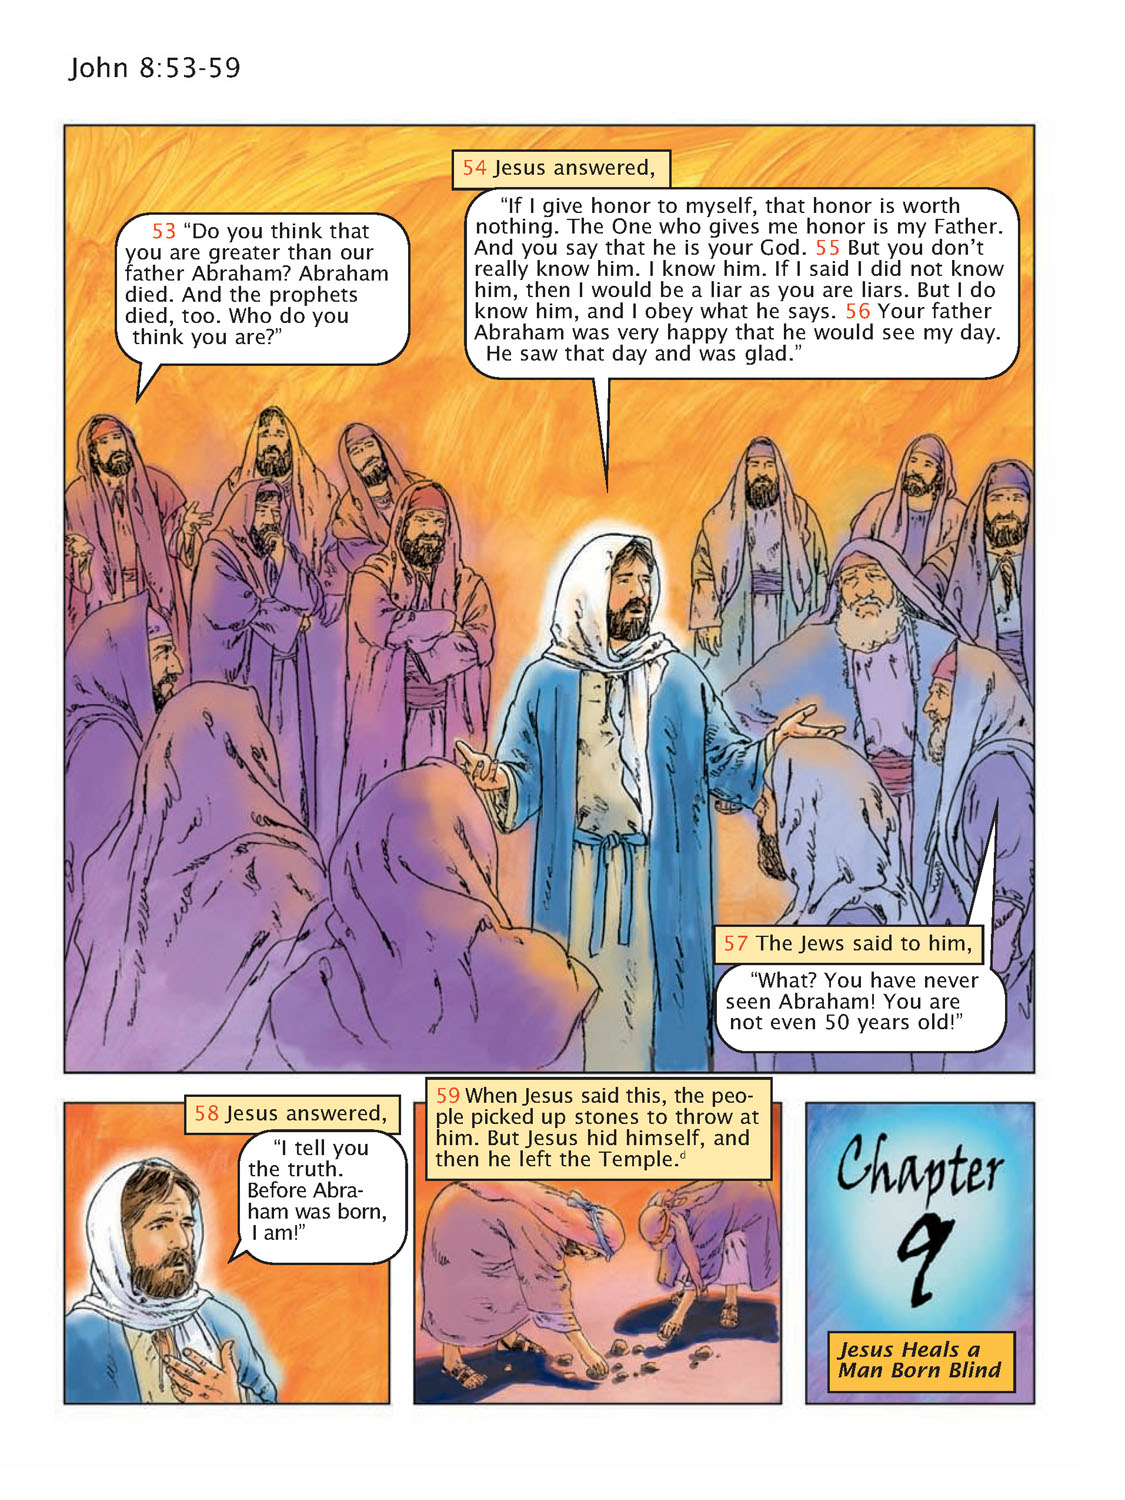 John 8:53-59
53 “Do you think that
you are greater than our
father Abraham? Abraham
died. And the prophets
died, too. Who do you
think you are?”
54 Jesus answered,
“If I give honor to myself, that honor is worth
nothing. The One who gives me honor is my Father.
And you say that he is your God. 55 But you don’t
really know him. I know him. If I said I did not know
him, then I would be a liar as you are liars. But I do
know him, and I obey what he says. 56 Your father
Abraham was very happy that he would see my day.
He saw that day and was glad.”
57 The Jews said to him,
“What? You have never
seen Abraham! You are
not even 50 years old!”
58 Jesus answered,
“I tell you
the truth.
Before Abra-
ham was born,
I am!”
59 When Jesus said this, the peo-
ple picked up stones to throw at
him. But Jesus hid himself, and
then he left the Temple.d
Chapter
9
Jesus Heals a
Man Born Blind